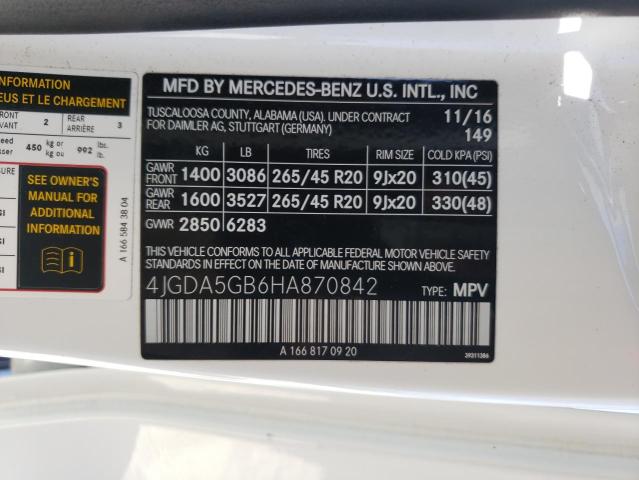 INFORMATION
EUS ET LE CHARGEMENT
FRONT 2 REAR 3
AVANT ARRIÈRE
450 kg or 992 lbs.
kg ou lb.
SEE OWNER'S
MANUAL FOR
ADDITIONAL
INFORMATION
A 166 584 38 04
MFD BY MERCEDES-BENZ U.S. INTL., INC
TUSCALOOSA COUNTY, ALABAMA (USA). UNDER CONTRACT 11/16
FOR DAIMLER AG, STUTTGART (GERMANY) 149
KG LB TIRES RIM SIZE COLD KPA (PSI)
GAWR FRONT 1400 3086 265/45 R20 9Jx20 310(45)
GAWR REAR 1600 3527 265/45 R20 9Jx20 330(48)
GVWR 2850 6283
THIS VEHICLE CONFORMS TO ALL APPLICABLE FEDERAL MOTOR VEHICLE SAFETY
STANDARDS IN EFFECT ON THE DATE OF MANUFACTURE SHOWN ABOVE.
4JGDA5GB6HA870842 TYPE: MPV
A 166 817 09 20
39311386